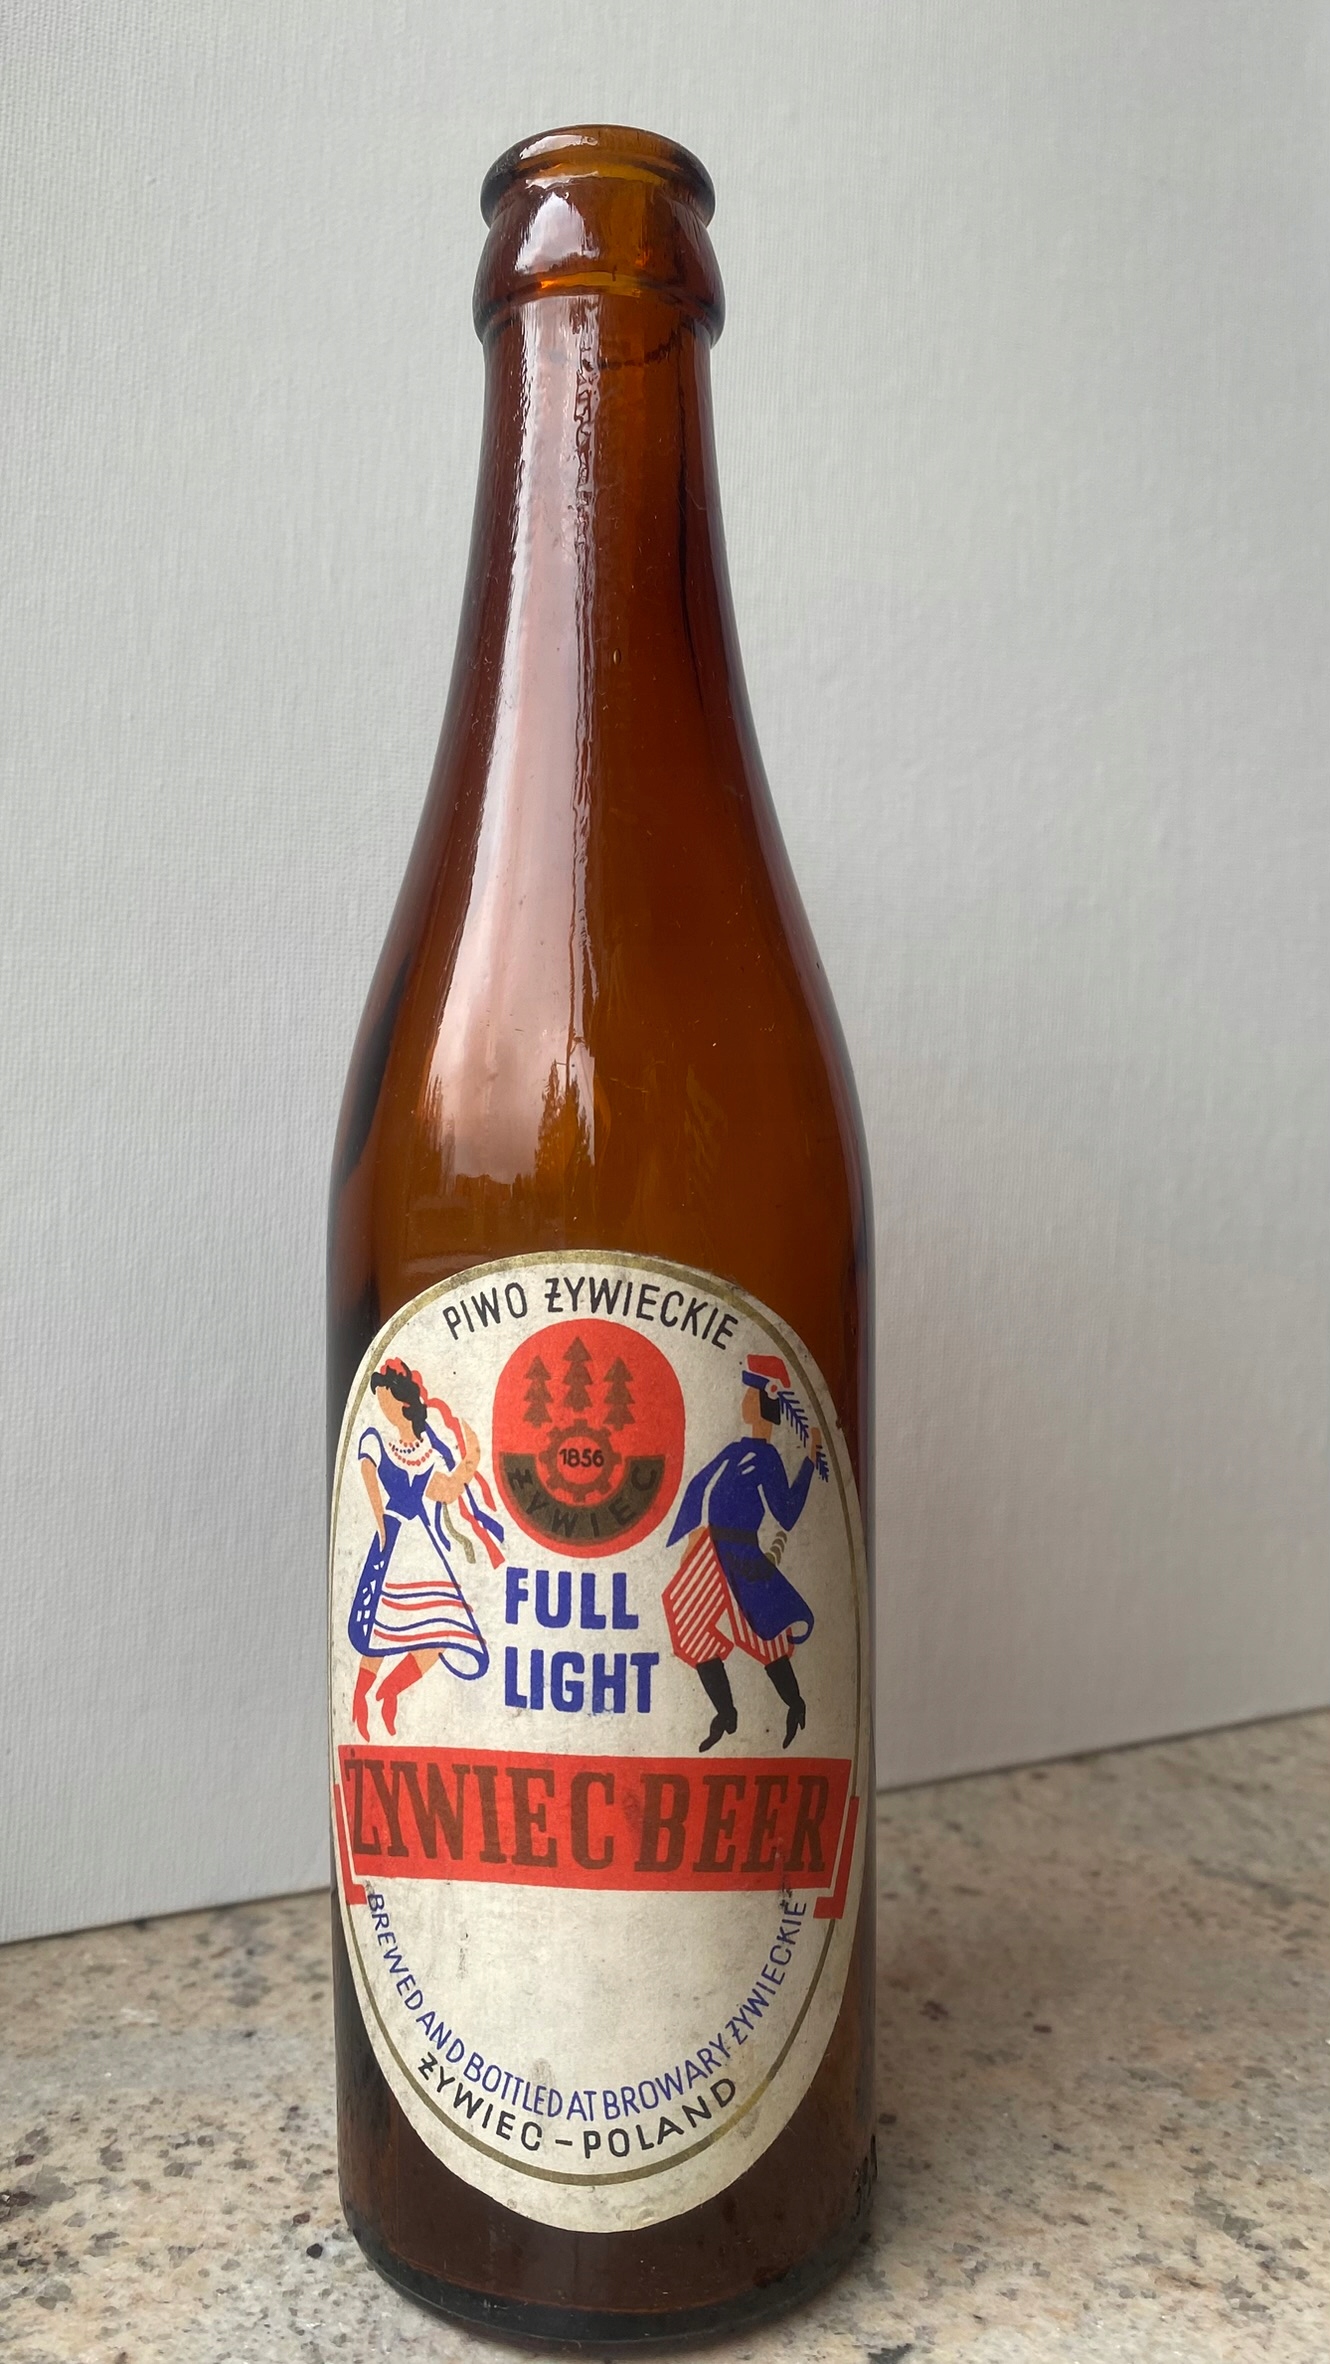 PIWO ŻYWIECKIE
1856
ŻYWIEC
FULL
LIGHT
ŻYWIEC BEER
BREWED AND BOTTLED AT BROWARY-ŻYWIECKIE
ŻYWIEC-POLAND